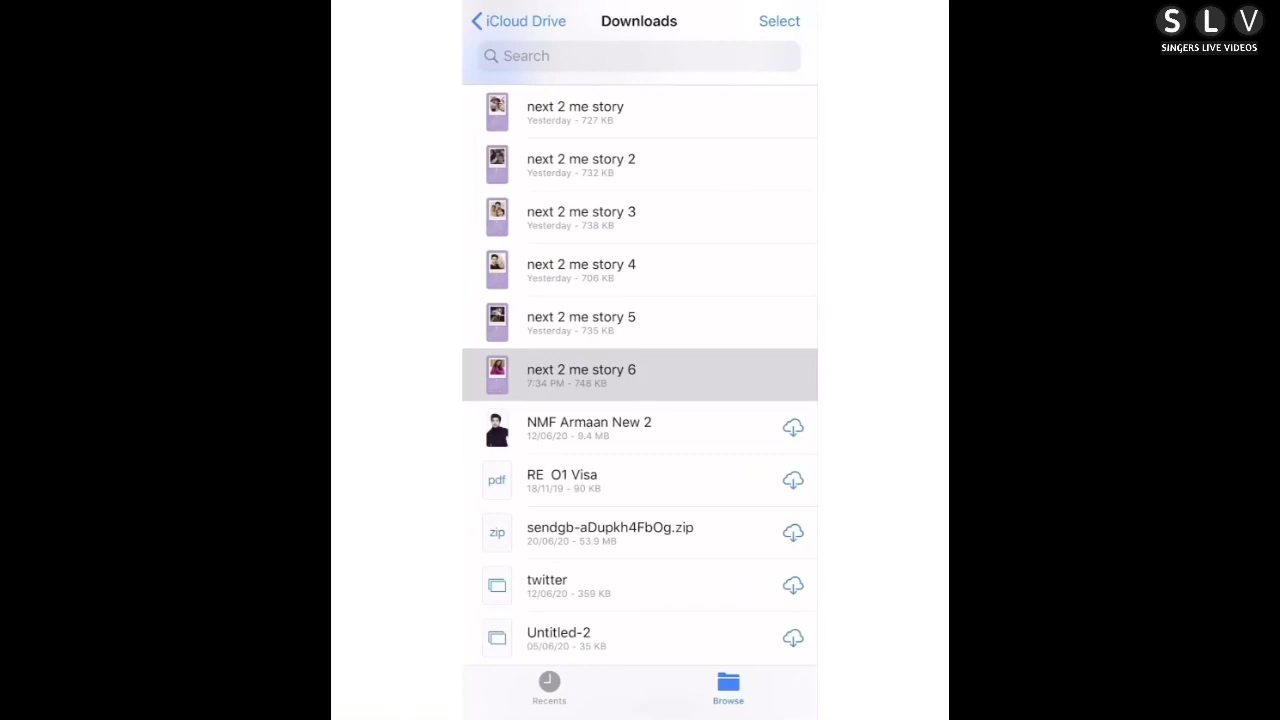 iCloud Drive Downloads Select
Search
next 2 me story
Yesterday - 727 KB
next 2 me story 2
Yesterday - 732 KB
next 2 me story 3
Yesterday - 738 KB
next 2 me story 4
Yesterday - 706 KB
next 2 me story 5
Yesterday - 735 KB
next 2 me story 6
7:34 PM - 748 KB
NMF Armaan New 2
12/06/20 - 9.4 MB
pdf
RE O1 Visa
18/11/19 - 90 KB
zip
sendgb-aDupkh4FbOg.zip
20/06/20 - 53.9 MB
twitter
12/06/20 - 359 KB
Untitled-2
05/06/20 - 35 KB
Recents Browse
S L V
SINGERS LIVE VIDEOS